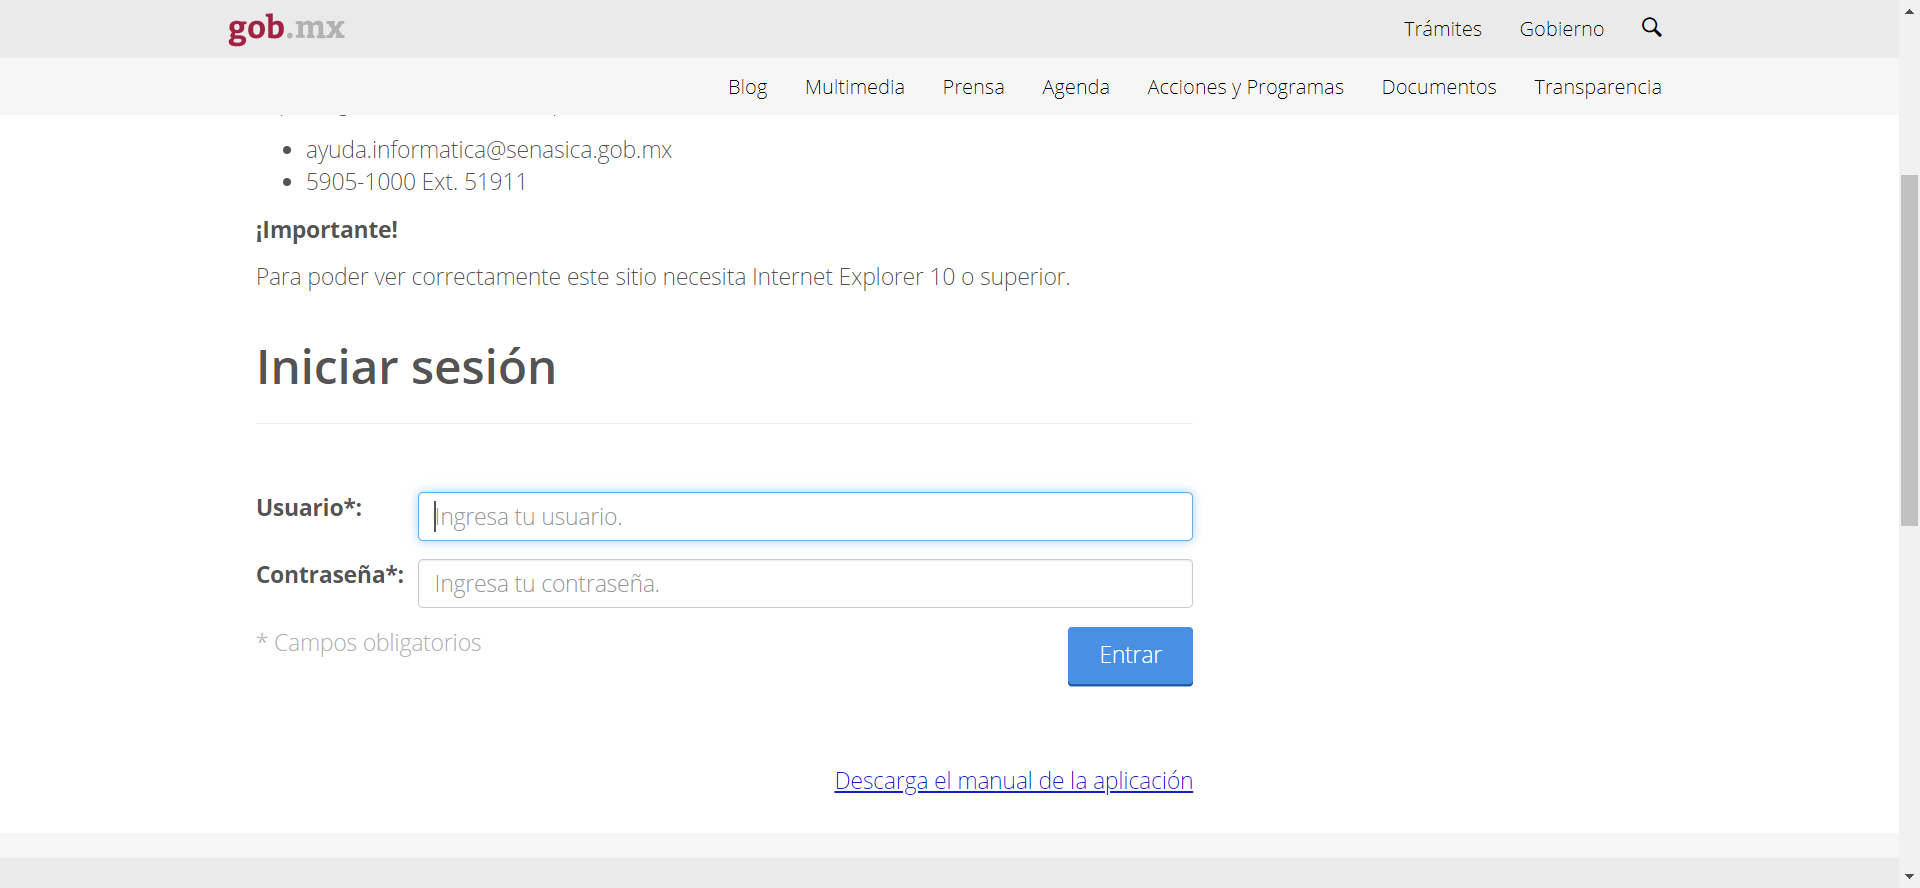 gob.mx
Trámites Gobierno
Blog Multimedia Prensa Agenda Acciones y Programas Documentos Transparencia
ayuda.informatica@senasica.gob.mx
5905-1000 Ext. 51911
¡Importante!
Para poder ver correctamente este sitio necesita Internet Explorer 10 o superior.
Iniciar sesión
Usuario*: Ingresa tu usuario.
Contraseña*: Ingresa tu contraseña.
* Campos obligatorios
Entrar
Descarga el manual de la aplicación